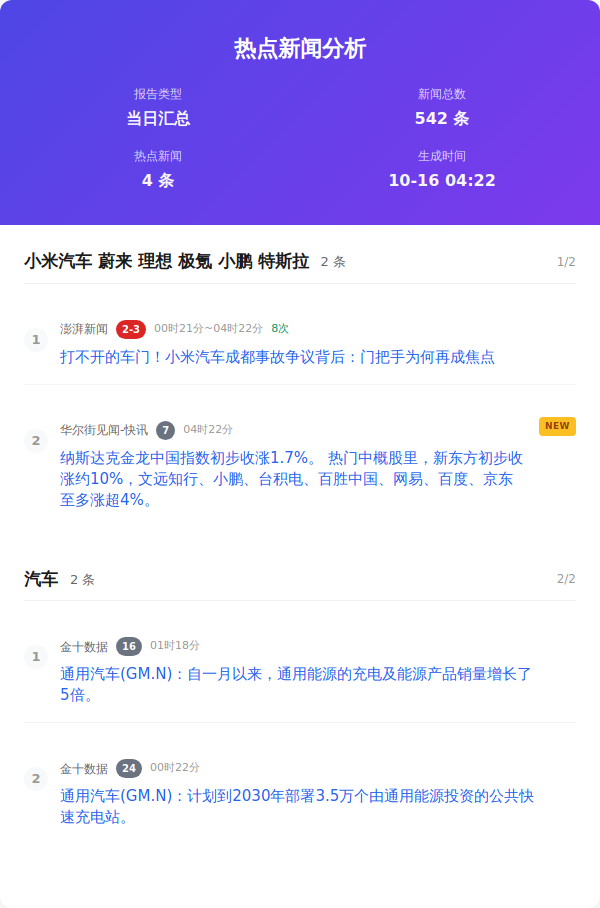 热点新闻分析
报告类型
当日汇总
新闻总数
542 条
热点新闻
4 条
生成时间
10-16 04:22
小米汽车 蔚来 理想 极氪 小鹏 特斯拉 2 条 1/2
1
澎湃新闻 2-3 00时21分~04时22分 8次
打不开的车门！小米汽车成都事故争议背后：门把手为何再成焦点
2
华尔街见闻-快讯 7 04时22分 NEW
纳斯达克金龙中国指数初步收涨1.7%。 热门中概股里，新东方初步收
涨约10%，文远知行、小鹏、台积电、百胜中国、网易、百度、京东
至多涨超4%。
汽车 2 条 2/2
1
金十数据 16 01时18分
通用汽车(GM.N)：自一月以来，通用能源的充电及能源产品销量增长了
5倍。
2
金十数据 24 00时22分
通用汽车(GM.N)：计划到2030年部署3.5万个由通用能源投资的公共快
速充电站。